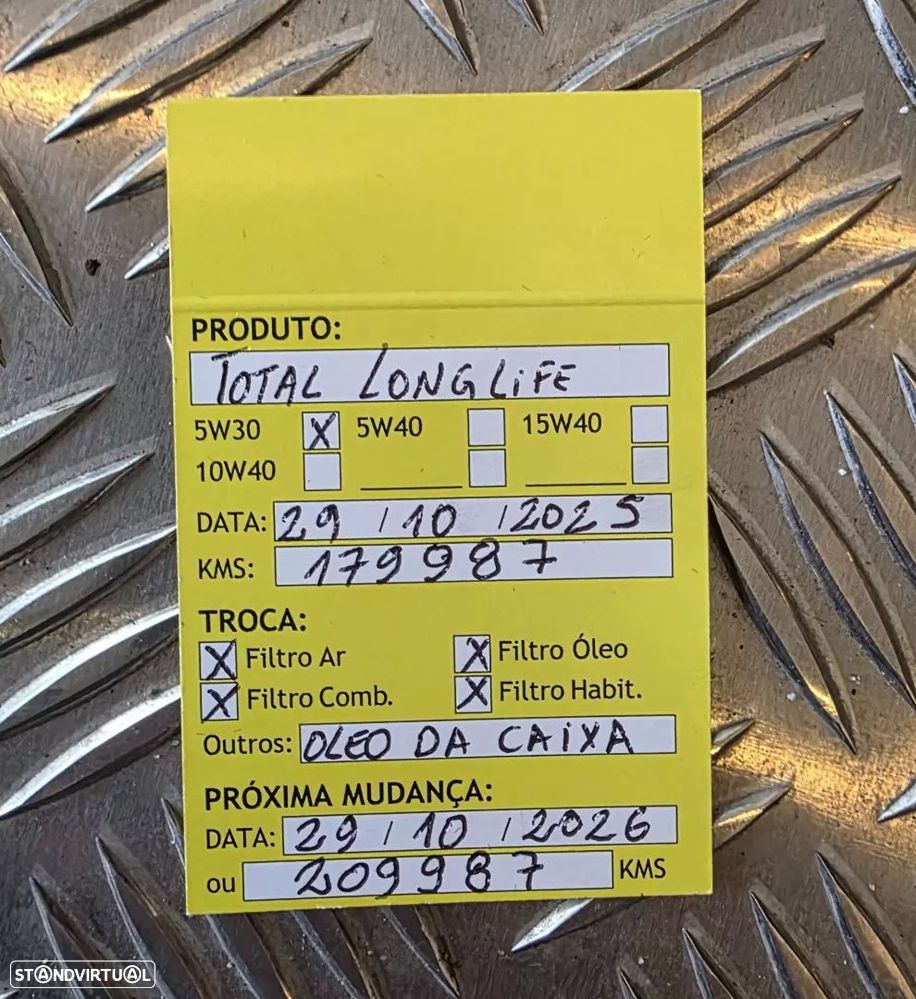 PRODUTO:
TOTAL LONGLIFE
5W30 X 5W40 15W40
10W40
DATA: 29 / 10 / 2025
KMS: 179987
TROCA:
X Filtro Ar X Filtro Óleo
X Filtro Comb. X Filtro Habit.
Outros: OLEO DA CAIXA
PRÓXIMA MUDANÇA:
DATA: 29 / 10 / 2026
ou 209987 KMS
STANDVIRTUAL